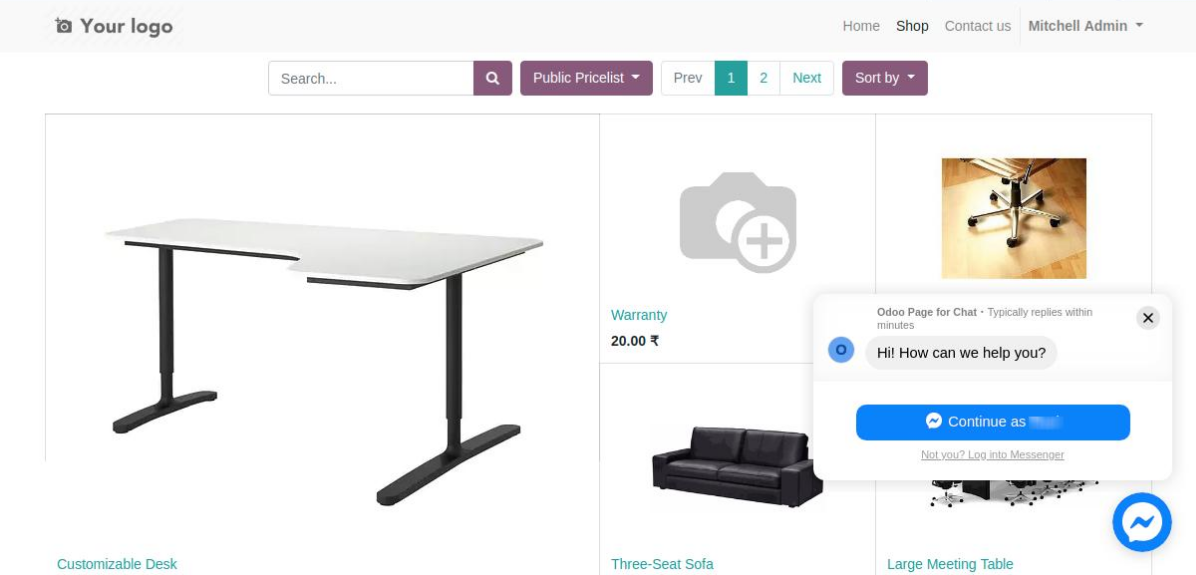 Your logo
Home Shop Contact us Mitchell Admin
Search... Public Pricelist Prev 1 2 Next Sort by
Warranty
20.00 ₹
Odoo Page for Chat · Typically replies within
minutes
O Hi! How can we help you?
Continue as
Not you? Log into Messenger
Customizable Desk Three-Seat Sofa Large Meeting Table